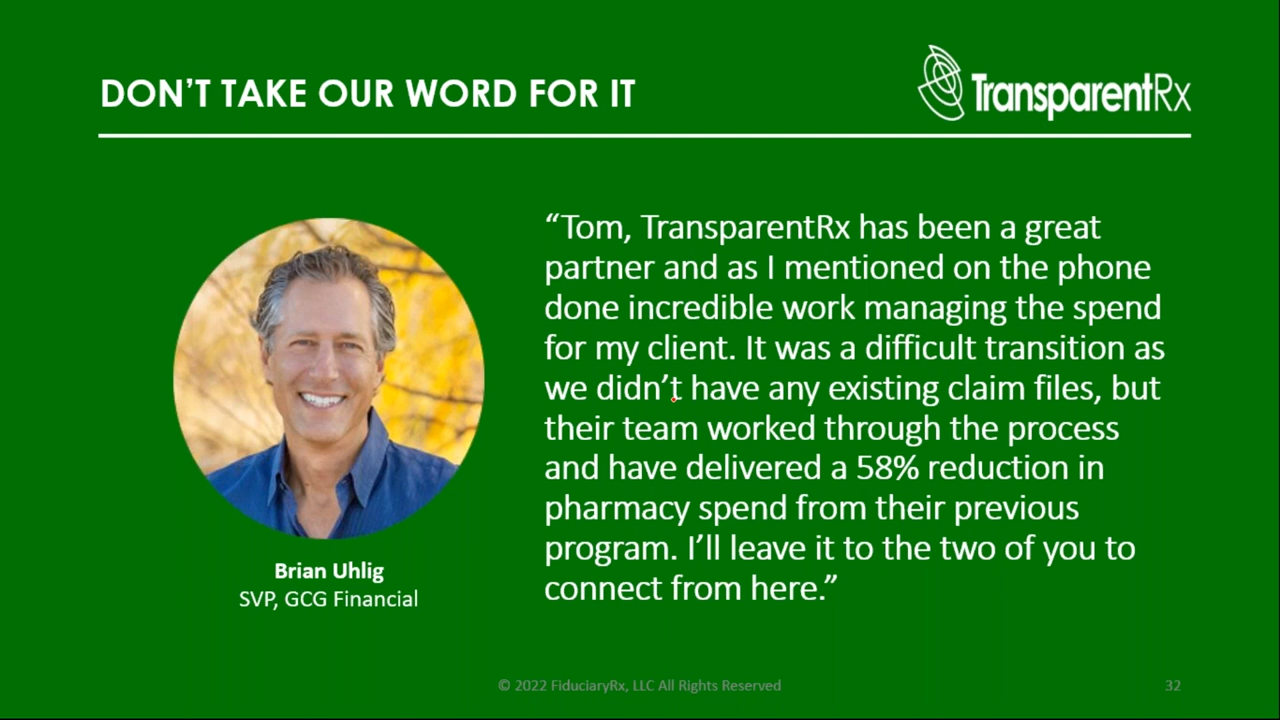 DON’T TAKE OUR WORD FOR IT
TransparentRx
“Tom, TransparentRx has been a great
partner and as I mentioned on the phone
done incredible work managing the spend
for my client. It was a difficult transition as
we didn’t have any existing claim files, but
their team worked through the process
and have delivered a 58% reduction in
pharmacy spend from their previous
program. I’ll leave it to the two of you to
connect from here.”
Brian Uhlig
SVP, GCG Financial
© 2022 FiduciaryRx, LLC All Rights Reserved
32